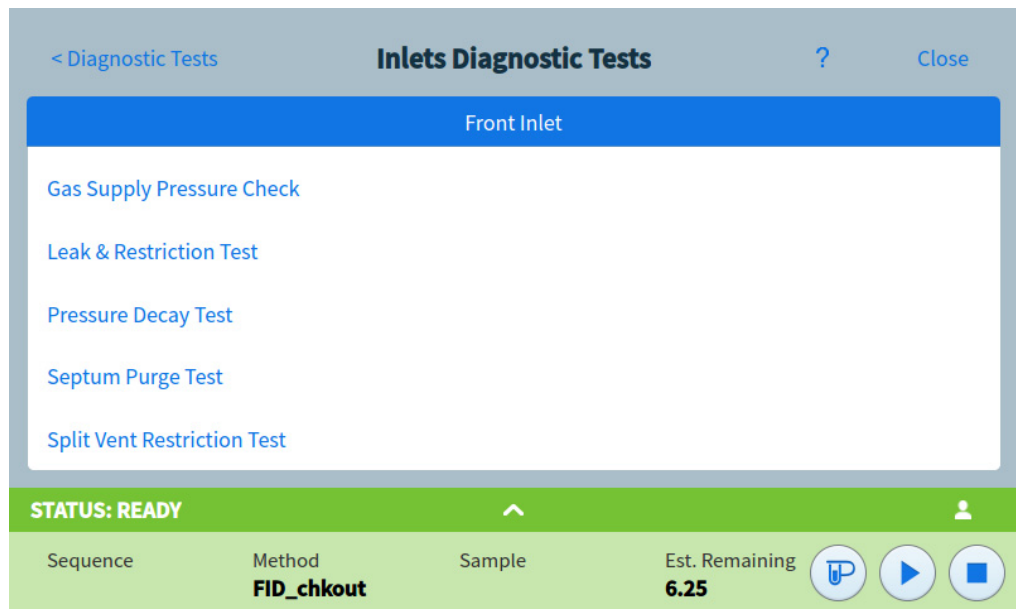 < Diagnostic Tests Inlets Diagnostic Tests ? Close
Front Inlet
Gas Supply Pressure Check
Leak & Restriction Test
Pressure Decay Test
Septum Purge Test
Split Vent Restriction Test
STATUS: READY
Sequence Method Sample Est. Remaining
FID_chkout 6.25